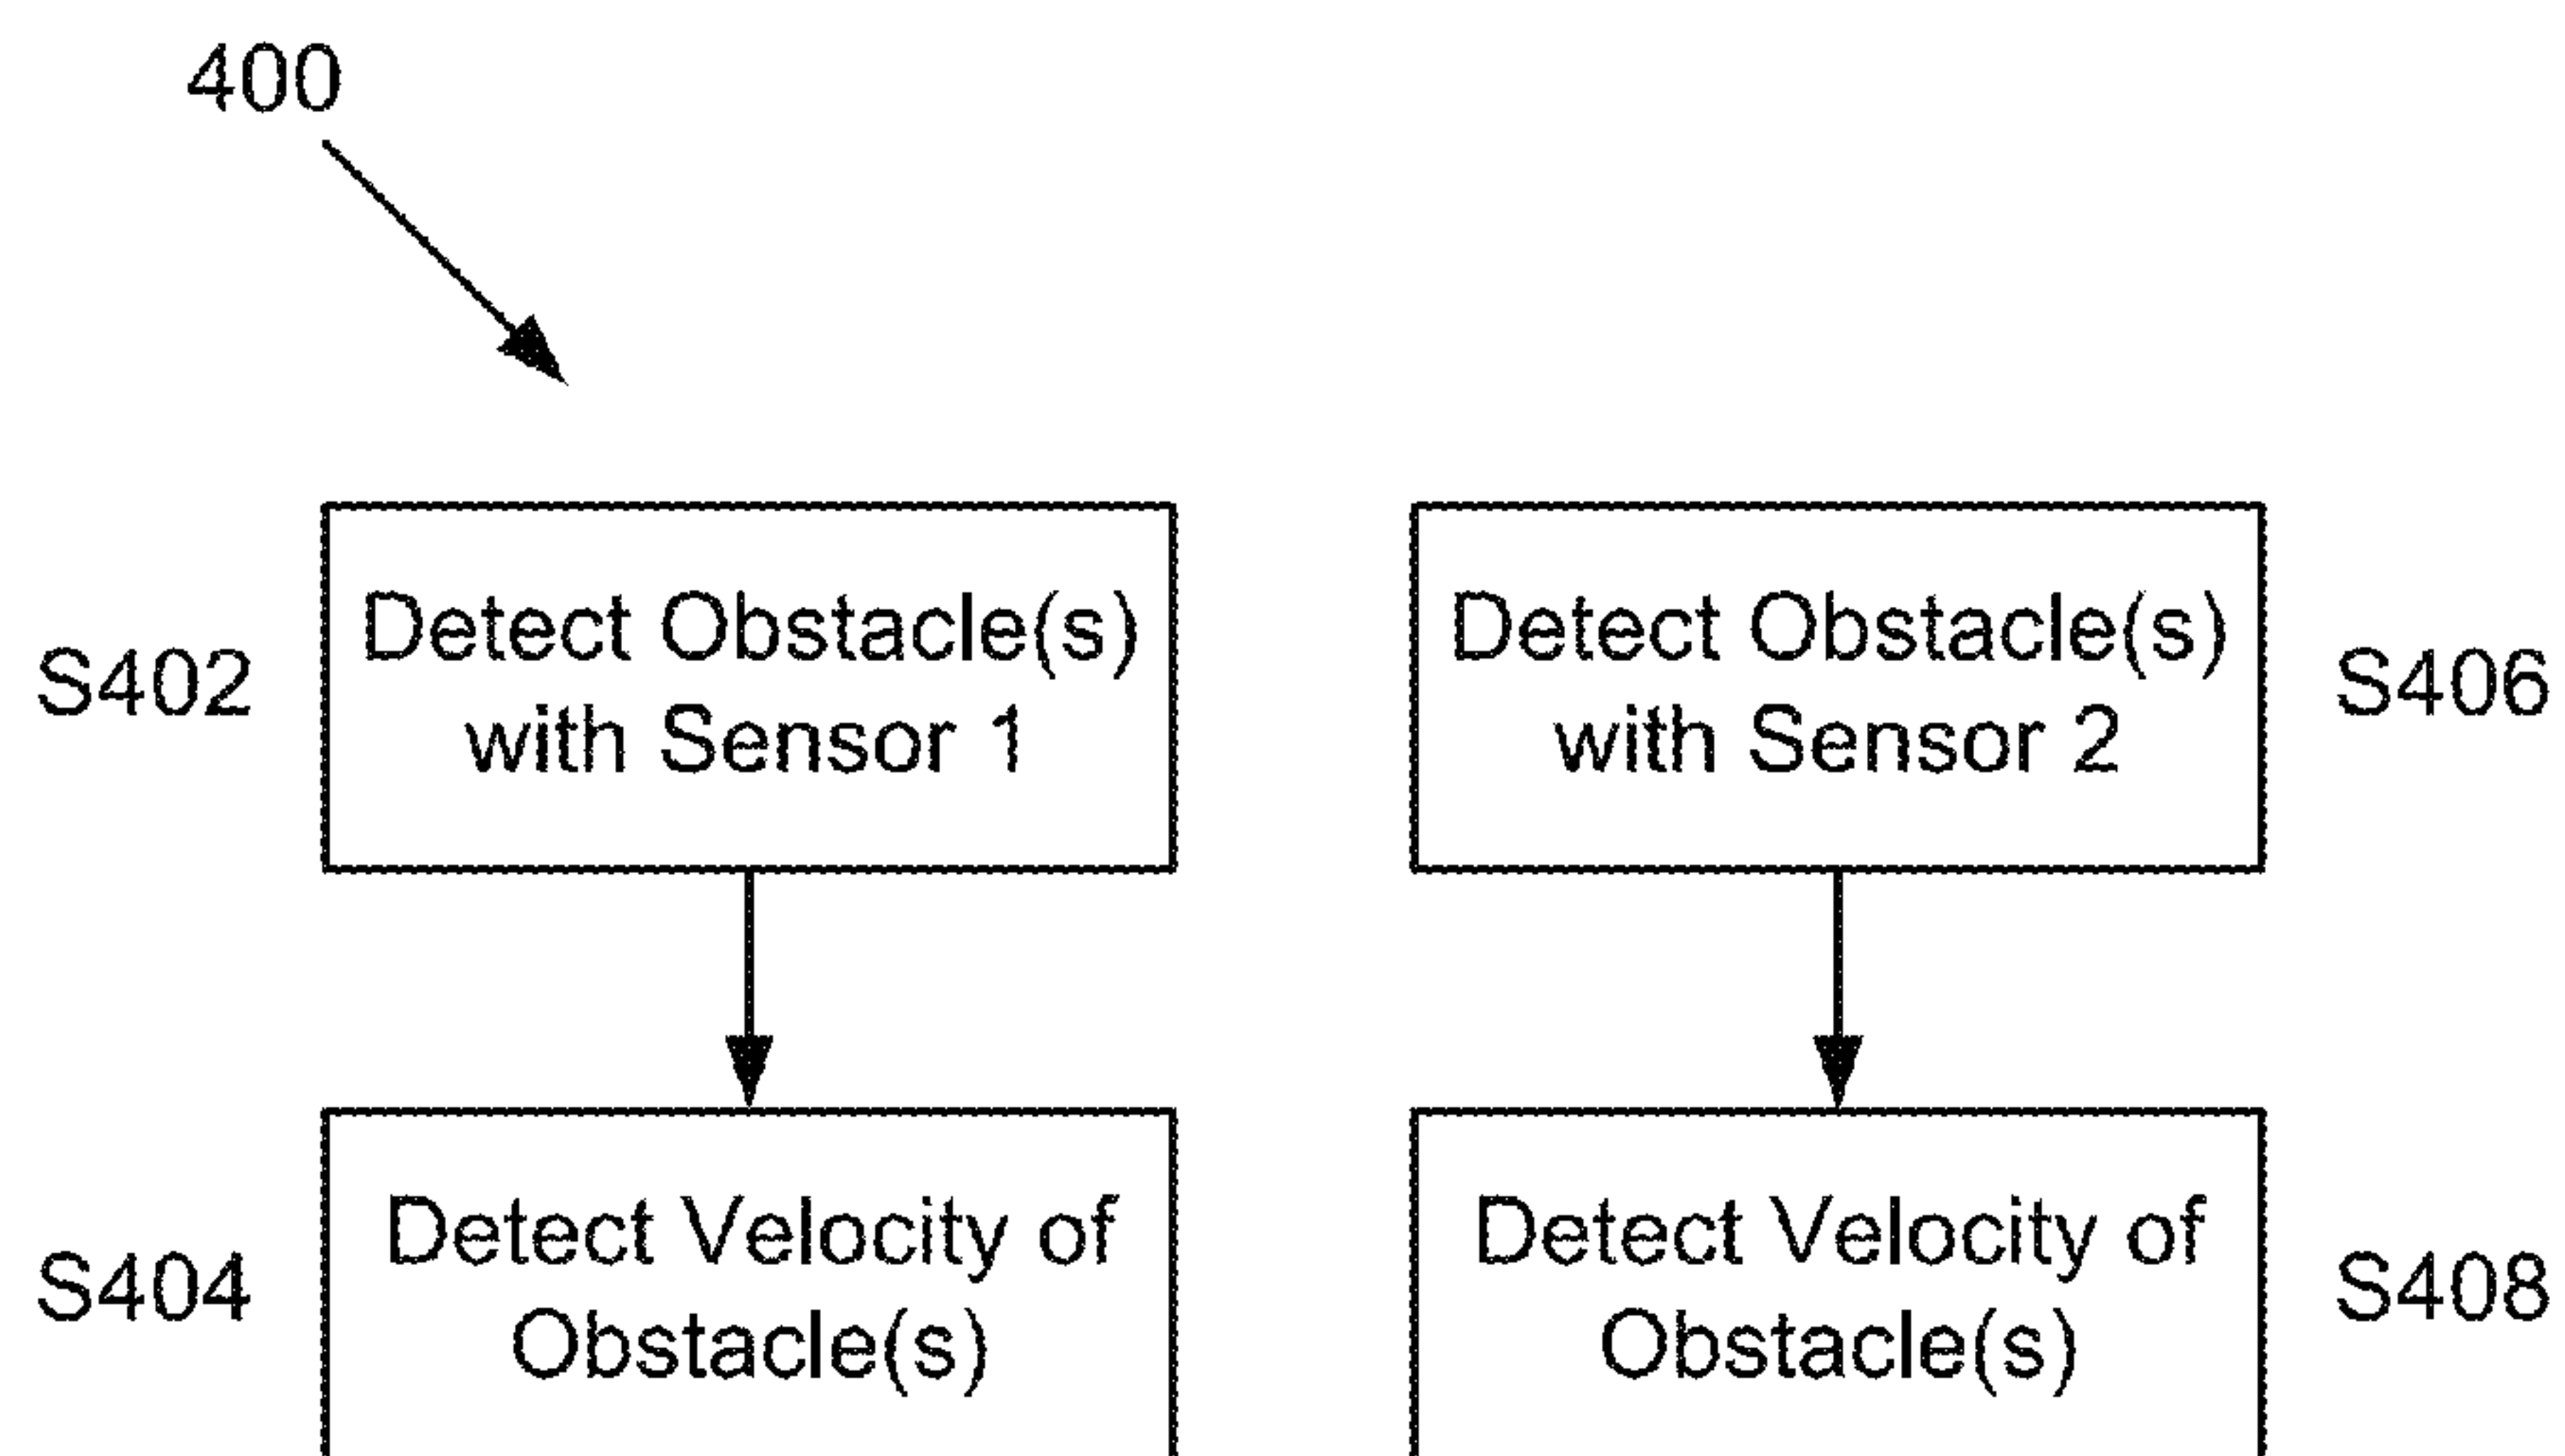 400
S402
Detect Obstacle(s)
with Sensor 1
Detect Obstacle(s)
with Sensor 2
S406
S404
Detect Velocity of
Obstacle(s)
Detect Velocity of
Obstacle(s)
S408